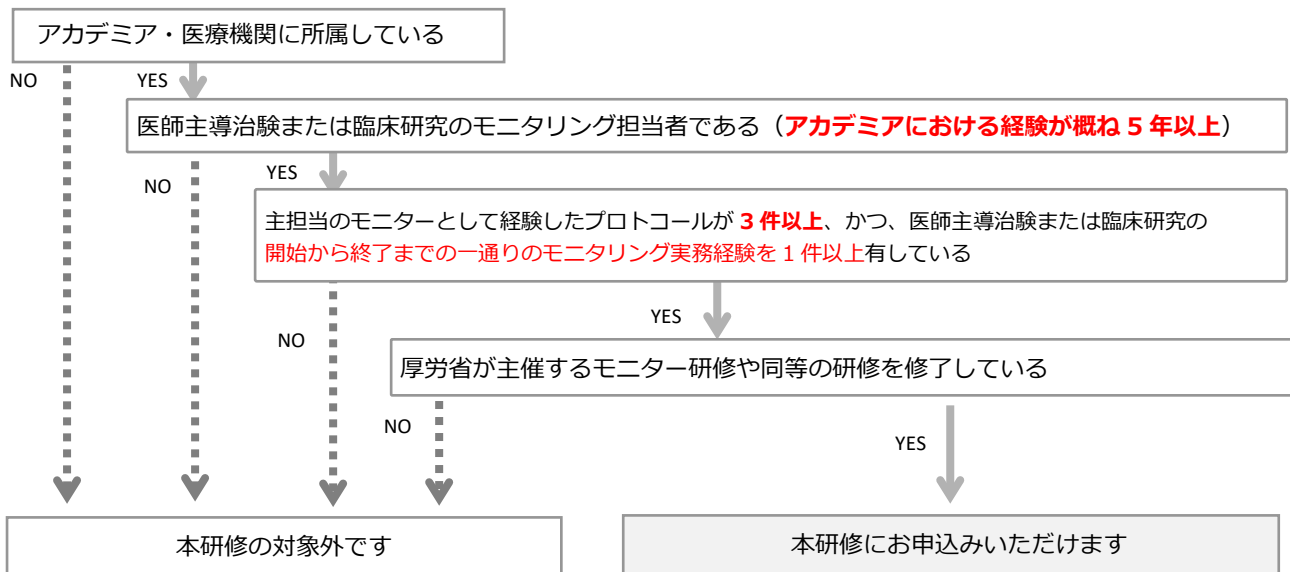 アカデミア・医療機関に所属している
NO
YES
医師主導治験または臨床研究のモニタリング担当者である（アカデミアにおける経験が概ね 5 年以上）
NO
YES
主担当のモニターとして経験したプロトコールが 3 件以上、かつ、医師主導治験または臨床研究の
開始から終了までの一通りのモニタリング実務経験を 1 件以上有している
NO
YES
厚労省が主催するモニター研修や同等の研修を修了している
NO
YES
本研修の対象外です
本研修にお申込みいただけます